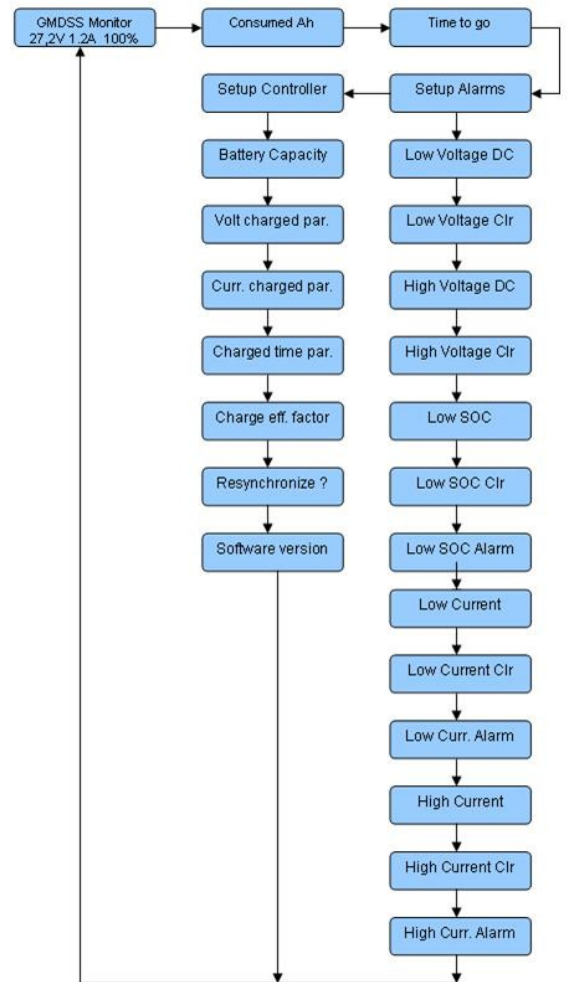 GMDSS Monitor
27,2V 1.2A 100%
Consumed Ah
Time to go
Setup Controller
Setup Alarms
Battery Capacity
Low Voltage DC
Volt charged par.
Low Voltage Clr
Curr. charged par.
High Voltage DC
Charged time par.
High Voltage Clr
Charge eff. factor
Low SOC
Resynchronize ?
Low SOC Clr
Software version
Low SOC Alarm
Low Current
Low Current Clr
Low Curr. Alarm
High Current
High Current Clr
High Curr. Alarm